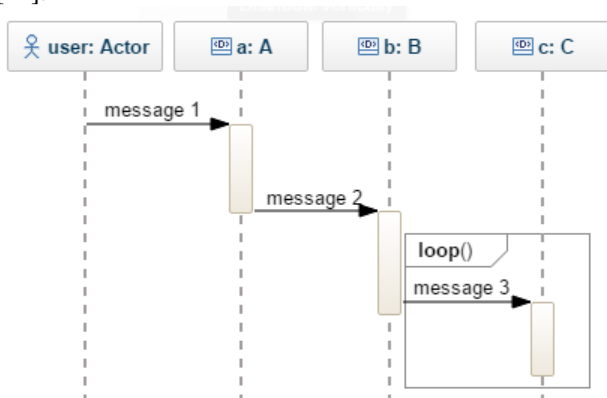 user: Actor
a: A
b: B
c: C
message 1
message 2
loop()
message 3